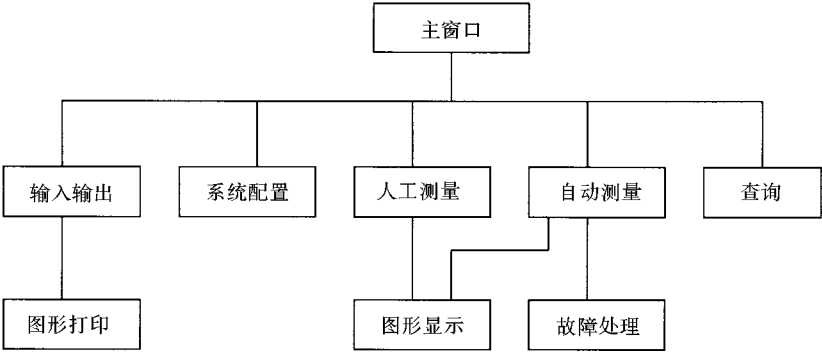 主窗口
输入输出
系统配置
人工测量
自动测量
查询
图形打印
图形显示
故障处理